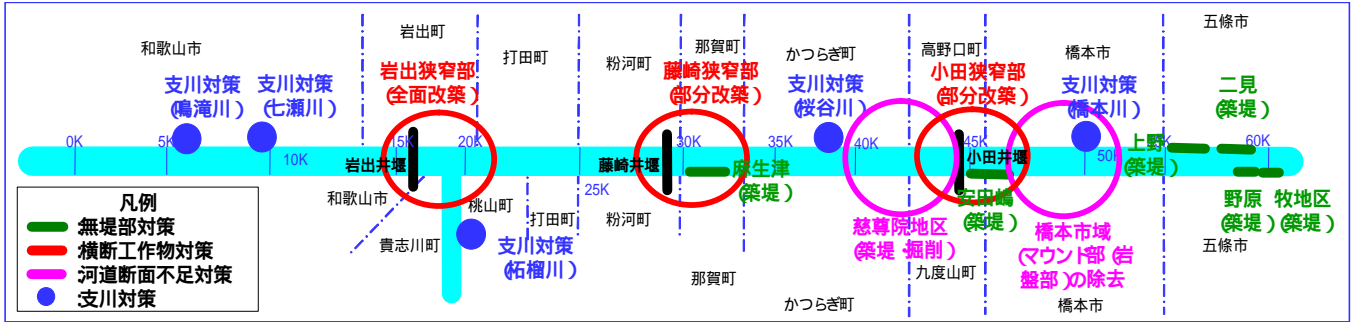 和歌山市
岩出町
打田町
粉河町
那賀町
かつらぎ町
高野口町
橋本市
五條市
支川対策
(鳴滝川)
支川対策
(七瀬川)
岩出狭窄部
(全面改築)
藤崎狭窄部
(部分改築)
支川対策
(桜谷川)
小田狭窄部
(部分改築)
支川対策
(橋本川)
二見
(築堤)
0K
5K
10K
15K
20K
25K
30K
35K
40K
45K
50K
60K
岩出井堰
藤崎井堰
小田井堰
麻生津
(築堤)
安田嶋
(築堤)
上野
(築堤)
野原
(築堤)
牧地区
(築堤)
和歌山市
桃山町
貴志川町
打田町
粉河町
那賀町
かつらぎ町
九度山町
橋本市
五條市
支川対策
(柘榴川)
慈尊院地区
(築堤・掘削)
橋本市域
(マウンド部(岩
盤部)の除去
凡例
:無堤部対策
:横断工作物対策
:河道断面不足対策
:支川対策